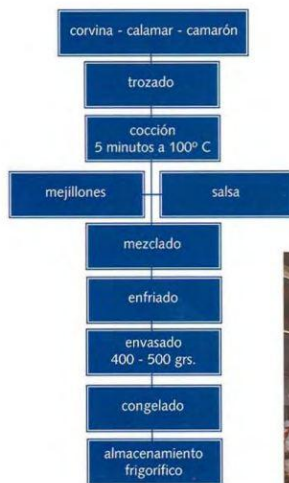 corvina - calamar - camarón
trozado
cocción
5 minutos a 100º C
mejillones
salsa
mezclado
enfriado
envasado
400 - 500 grs.
congelado
almacenamiento
frigorífico